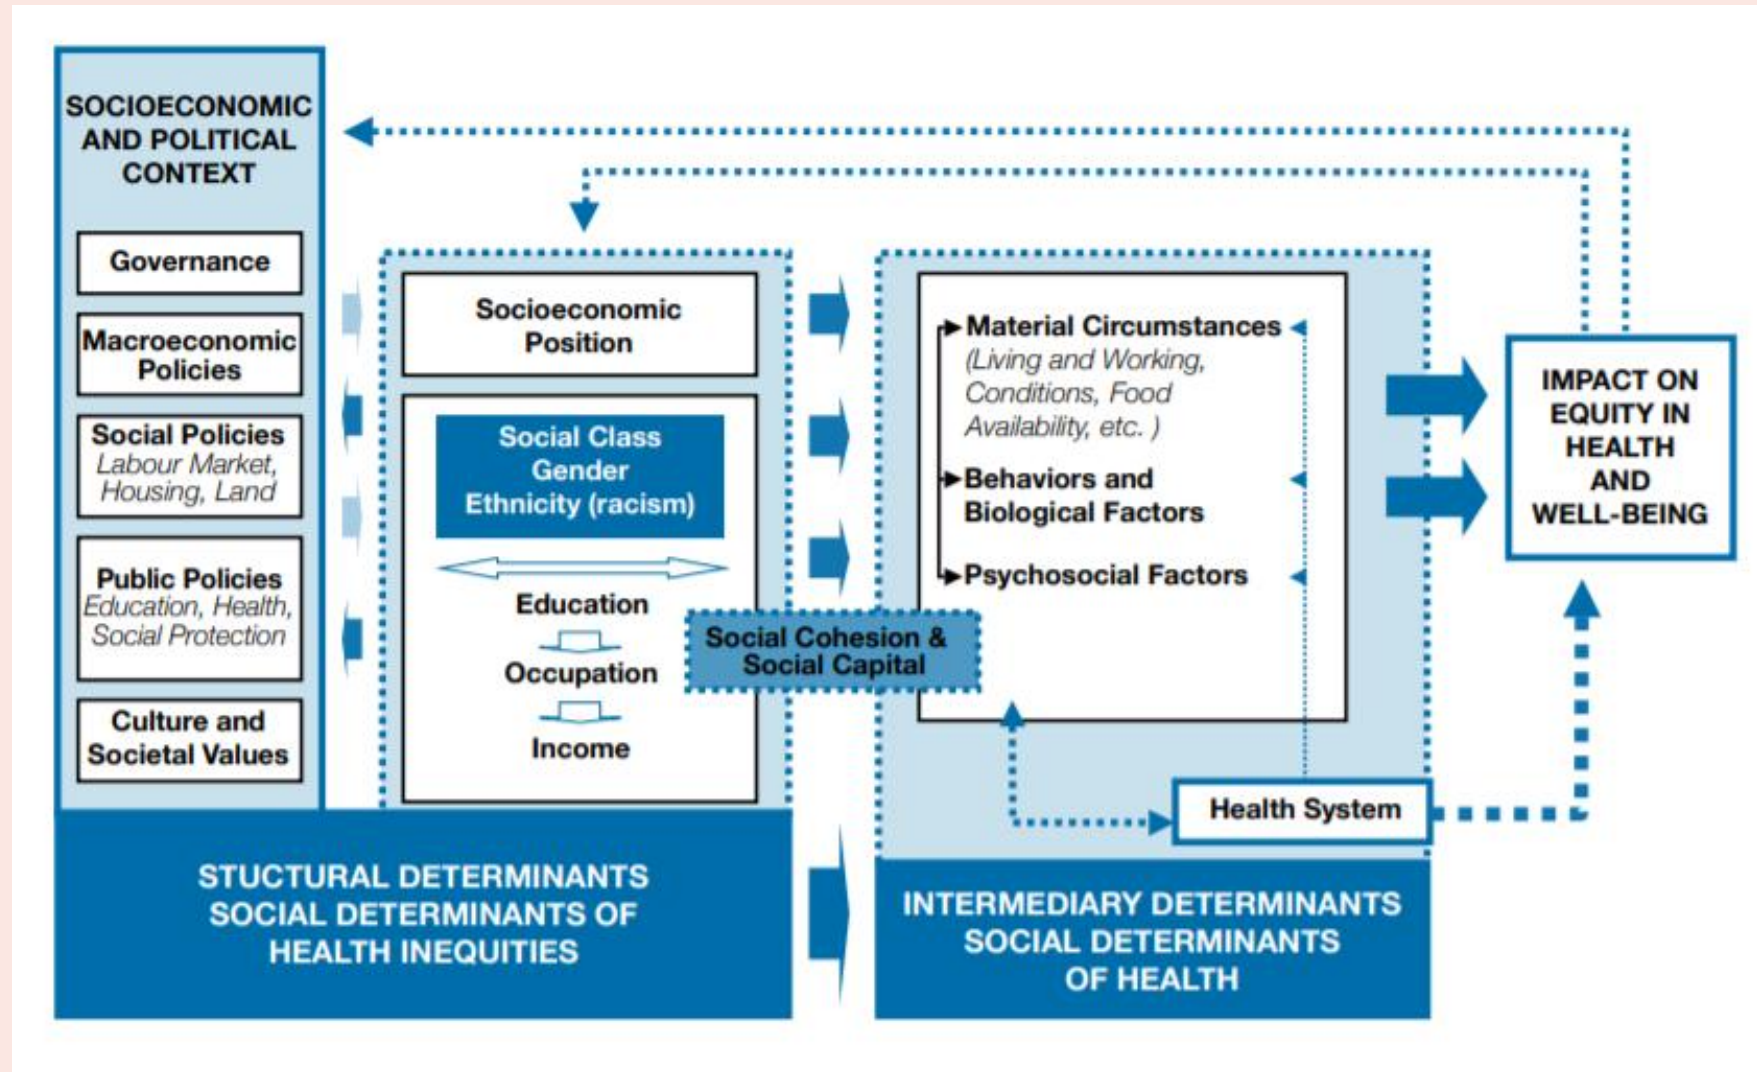 SOCIOECONOMIC
AND POLITICAL
CONTEXT
Governance
Macroeconomic
Policies
Social Policies
Labour Market,
Housing, Land
Public Policies
Education, Health,
Social Protection
Culture and
Societal Values
Socioeconomic
Position
Social Class
Gender
Ethnicity (racism)
Education
Occupation
Income
Social Cohesion &
Social Capital
Material Circumstances
(Living and Working,
Conditions, Food
Availability, etc. )
Behaviors and
Biological Factors
Psychosocial Factors
Health System
IMPACT ON
EQUITY IN
HEALTH
AND
WELL-BEING
STUCTURAL DETERMINANTS
SOCIAL DETERMINANTS OF
HEALTH INEQUITIES
INTERMEDIARY DETERMINANTS
SOCIAL DETERMINANTS
OF HEALTH